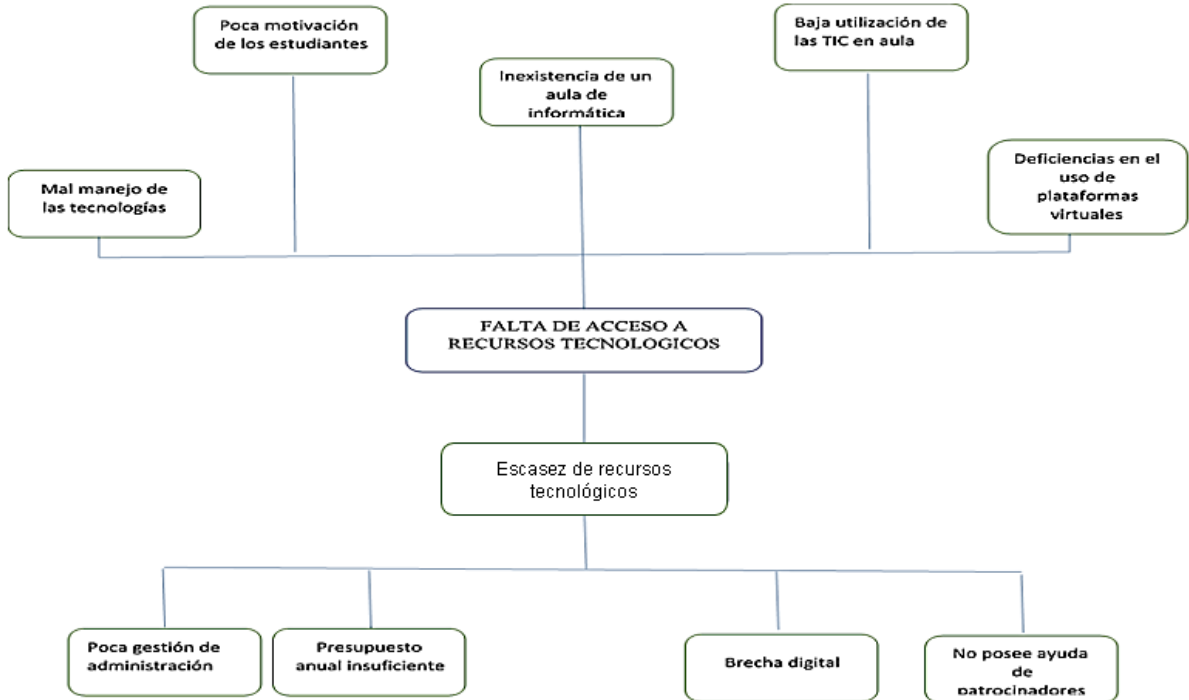 Poca motivación
de los estudiantes
Baja utilización de
las TIC en aula
Inexistencia de un
aula de
informática
Deficiencias en el
uso de
plataformas
virtuales
Mal manejo de
las tecnologías
FALTA DE ACCESO A
RECURSOS TECNOLOGICOS
Escasez de recursos
tecnológicos
Poca gestión de
administración
Presupuesto
anual insuficiente
Brecha digital
No posee ayuda
de
patrocinadores